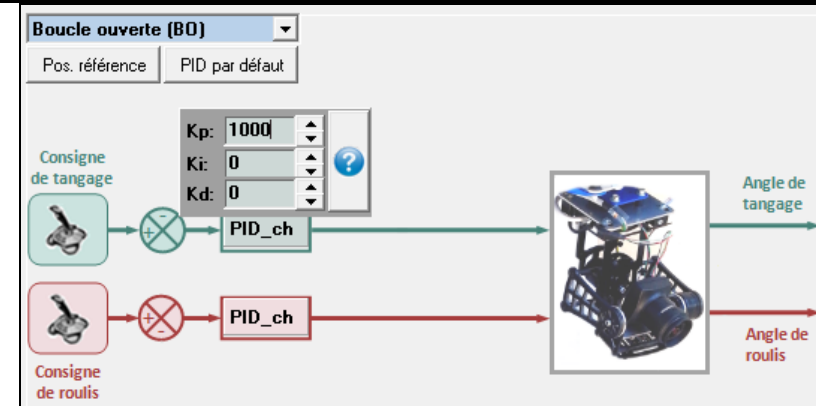 Boucle ouverte (BO)
Pos. référence
PID par défaut
Kp: 1000
Ki: 0
Kd: 0
?
Consigne
de tangage
+
-
PID_ch
Angle de
tangage
+
-
PID_ch
Consigne
de roulis
Angle de
roulis